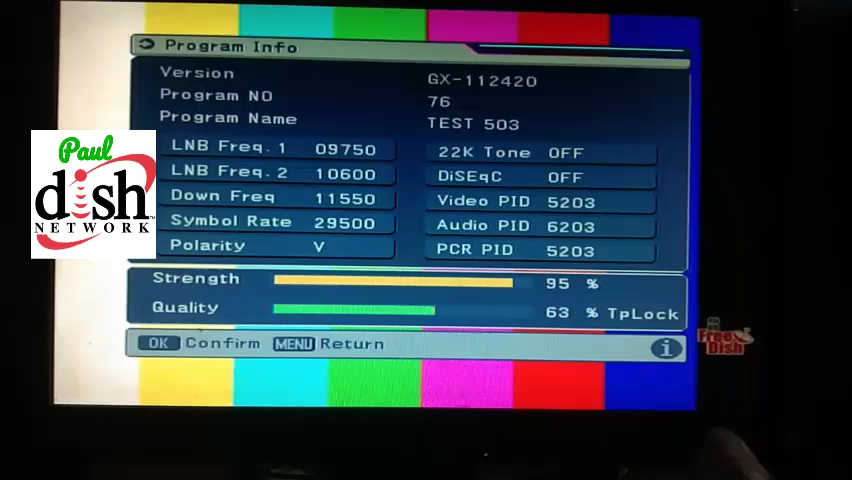 Program Info
Version GX-112420
Program NO 76
Program Name TEST 503
LNB Freq. 1 09750 22K Tone OFF
LNB Freq. 2 10600 DiSEqC OFF
Down Freq 11550 Video PID 5203
Symbol Rate 29500 Audio PID 6203
Polarity V PCR PID 5203
Strength 95 %
Quality 63 % TpLock
OK Confirm MENU Return i
Paul
dish
NETWORK
Free
Dish